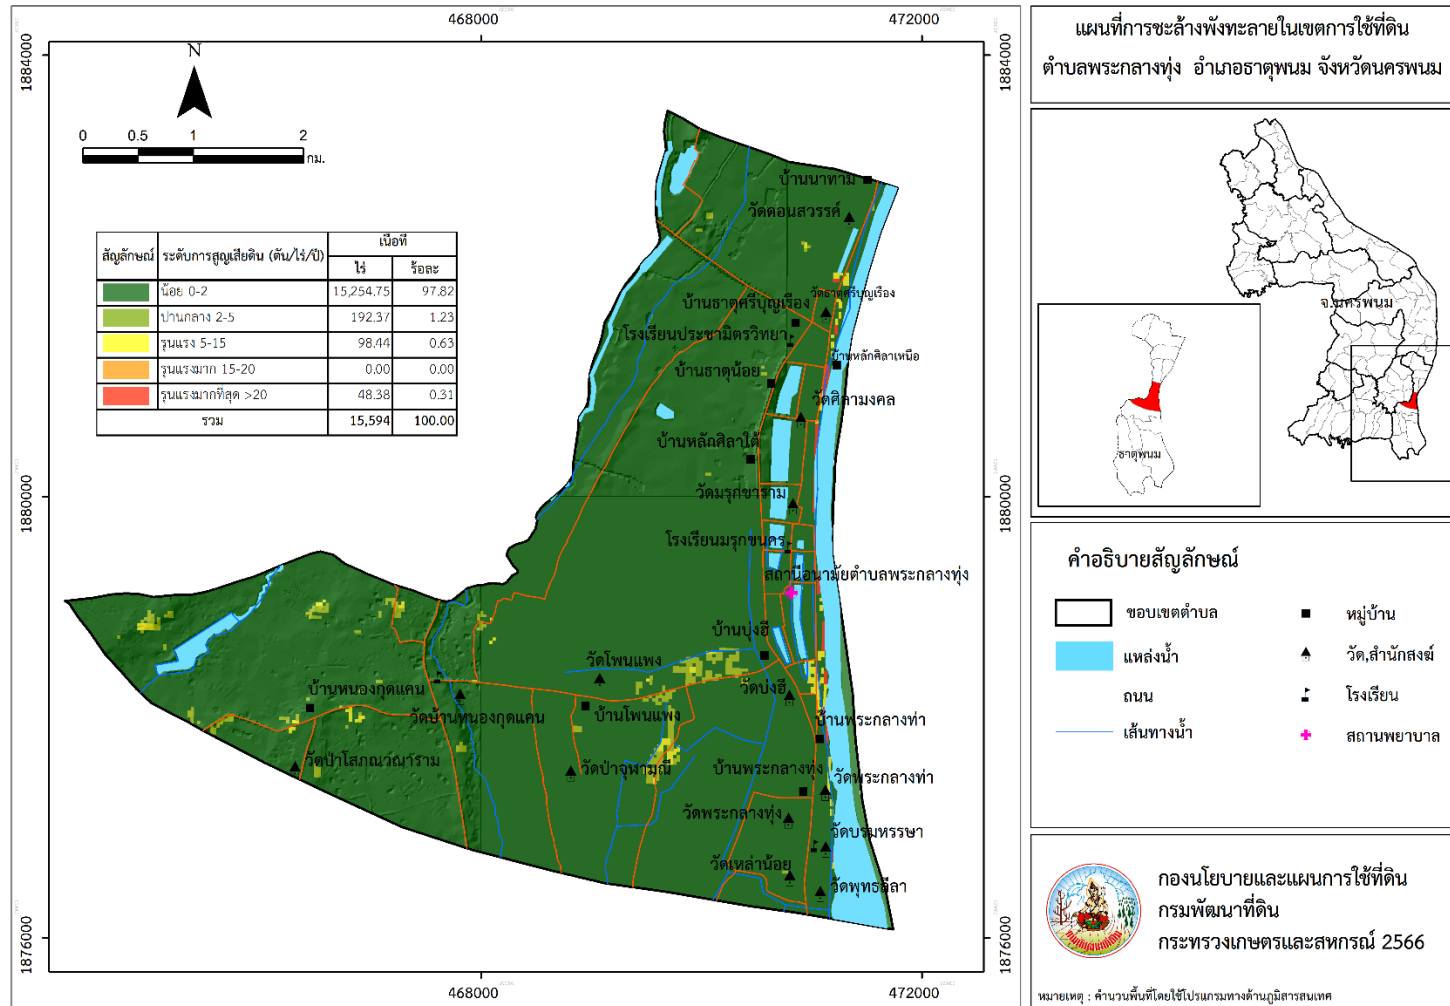 แผนที่การชะล้างพังทะลายในเขตการใช้ที่ดิน
ตำบลพระกลางทุ่ง อำเภอธาตุพนม จังหวัดนครพนม
468000
472000
1884000
1884000
N
0 0.5 1 2
กม.
สัญลักษณ์ ระดับการสูญเสียดิน (ตัน/ไร่/ปี) เนื้อที่
ไร่ ร้อยละ
น้อย 0-2 15,254.75 97.82
ปานกลาง 2-5 192.37 1.23
รุนแรง 5-15 98.44 0.63
รุนแรงมาก 15-20 0.00 0.00
รุนแรงมากที่สุด >20 48.38 0.31
รวม 15,594 100.00
บ้านนาทาม
วัดดอนสวรรค์
วัดธาตุศรีบุญเรือง
บ้านธาตุศรีบุญเรือง
โรงเรียนประชามิตรวิทยา
บ้านหลักศิลาเหนือ
บ้านธาตุน้อย
วัดศิลามงคล
บ้านหลักศิลาใต้
วัดมรุกขาราม
1880000
1880000
โรงเรียนมรุกขนคร
สถานีอนามัยตำบลพระกลางทุ่ง
บ้านบุ่งฮี
วัดโพนแพง
วัดบุ่งฮี
บ้านหนองกุดแคน
วัดบ้านหนองกุดแคน
บ้านโพนแพง
บ้านพระกลางท่า
วัดป่าโสภณวณาราม
วัดป่าจุฬามณี
บ้านพระกลางทุ่ง
วัดพระกลางท่า
วัดพระกลางทุ่ง
วัดบรมหรรษา
วัดเหล่าน้อย
วัดพุทธสีลา
1876000
1876000
468000
472000
จ.นครพนม
ธาตุพนม
คำอธิบายสัญลักษณ์
ขอบเขตตำบล
หมู่บ้าน
แหล่งน้ำ
วัด,สำนักสงฆ์
ถนน
โรงเรียน
เส้นทางน้ำ
สถานพยาบาล
กองนโยบายและแผนการใช้ที่ดิน
กรมพัฒนาที่ดิน
กระทรวงเกษตรและสหกรณ์ 2566
หมายเหตุ : คำนวนพื้นที่โดยใช้โปรแกรมทางด้านภูมิสารสนเทศ